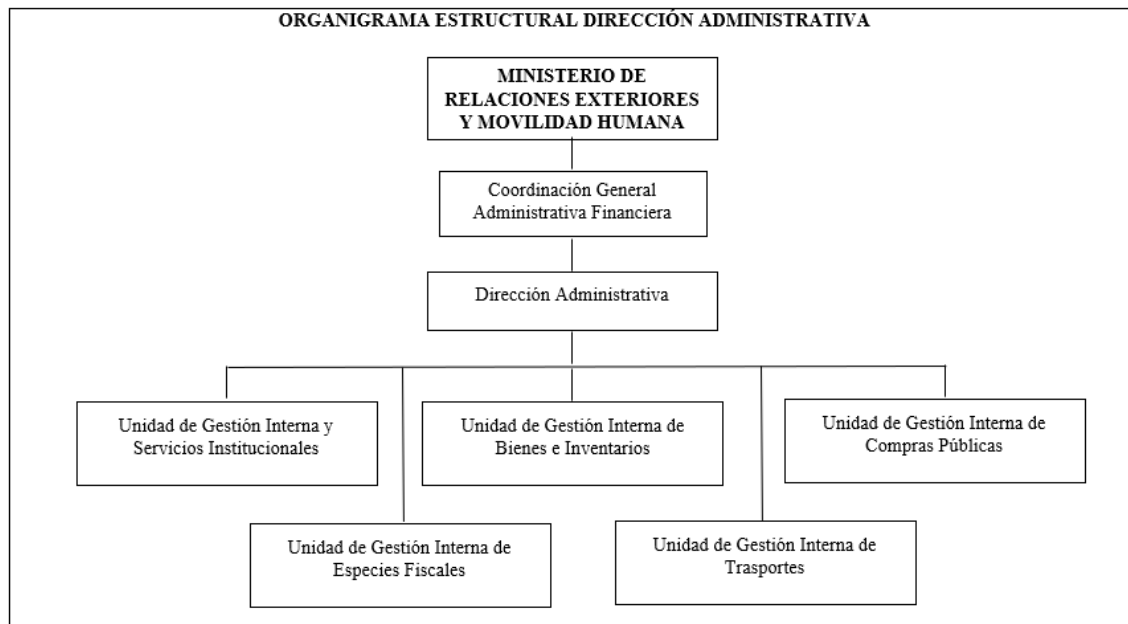 ORGANIGRAMA ESTRUCTURAL DIRECCIÓN ADMINISTRATIVA
MINISTERIO DE
RELACIONES EXTERIORES
Y MOVILIDAD HUMANA
Coordinación General
Administrativa Financiera
Dirección Administrativa
Unidad de Gestión Interna y
Servicios Institucionales
Unidad de Gestión Interna de
Bienes e Inventarios
Unidad de Gestión Interna de
Compras Públicas
Unidad de Gestión Interna de
Especies Fiscales
Unidad de Gestión Interna de
Trasportes